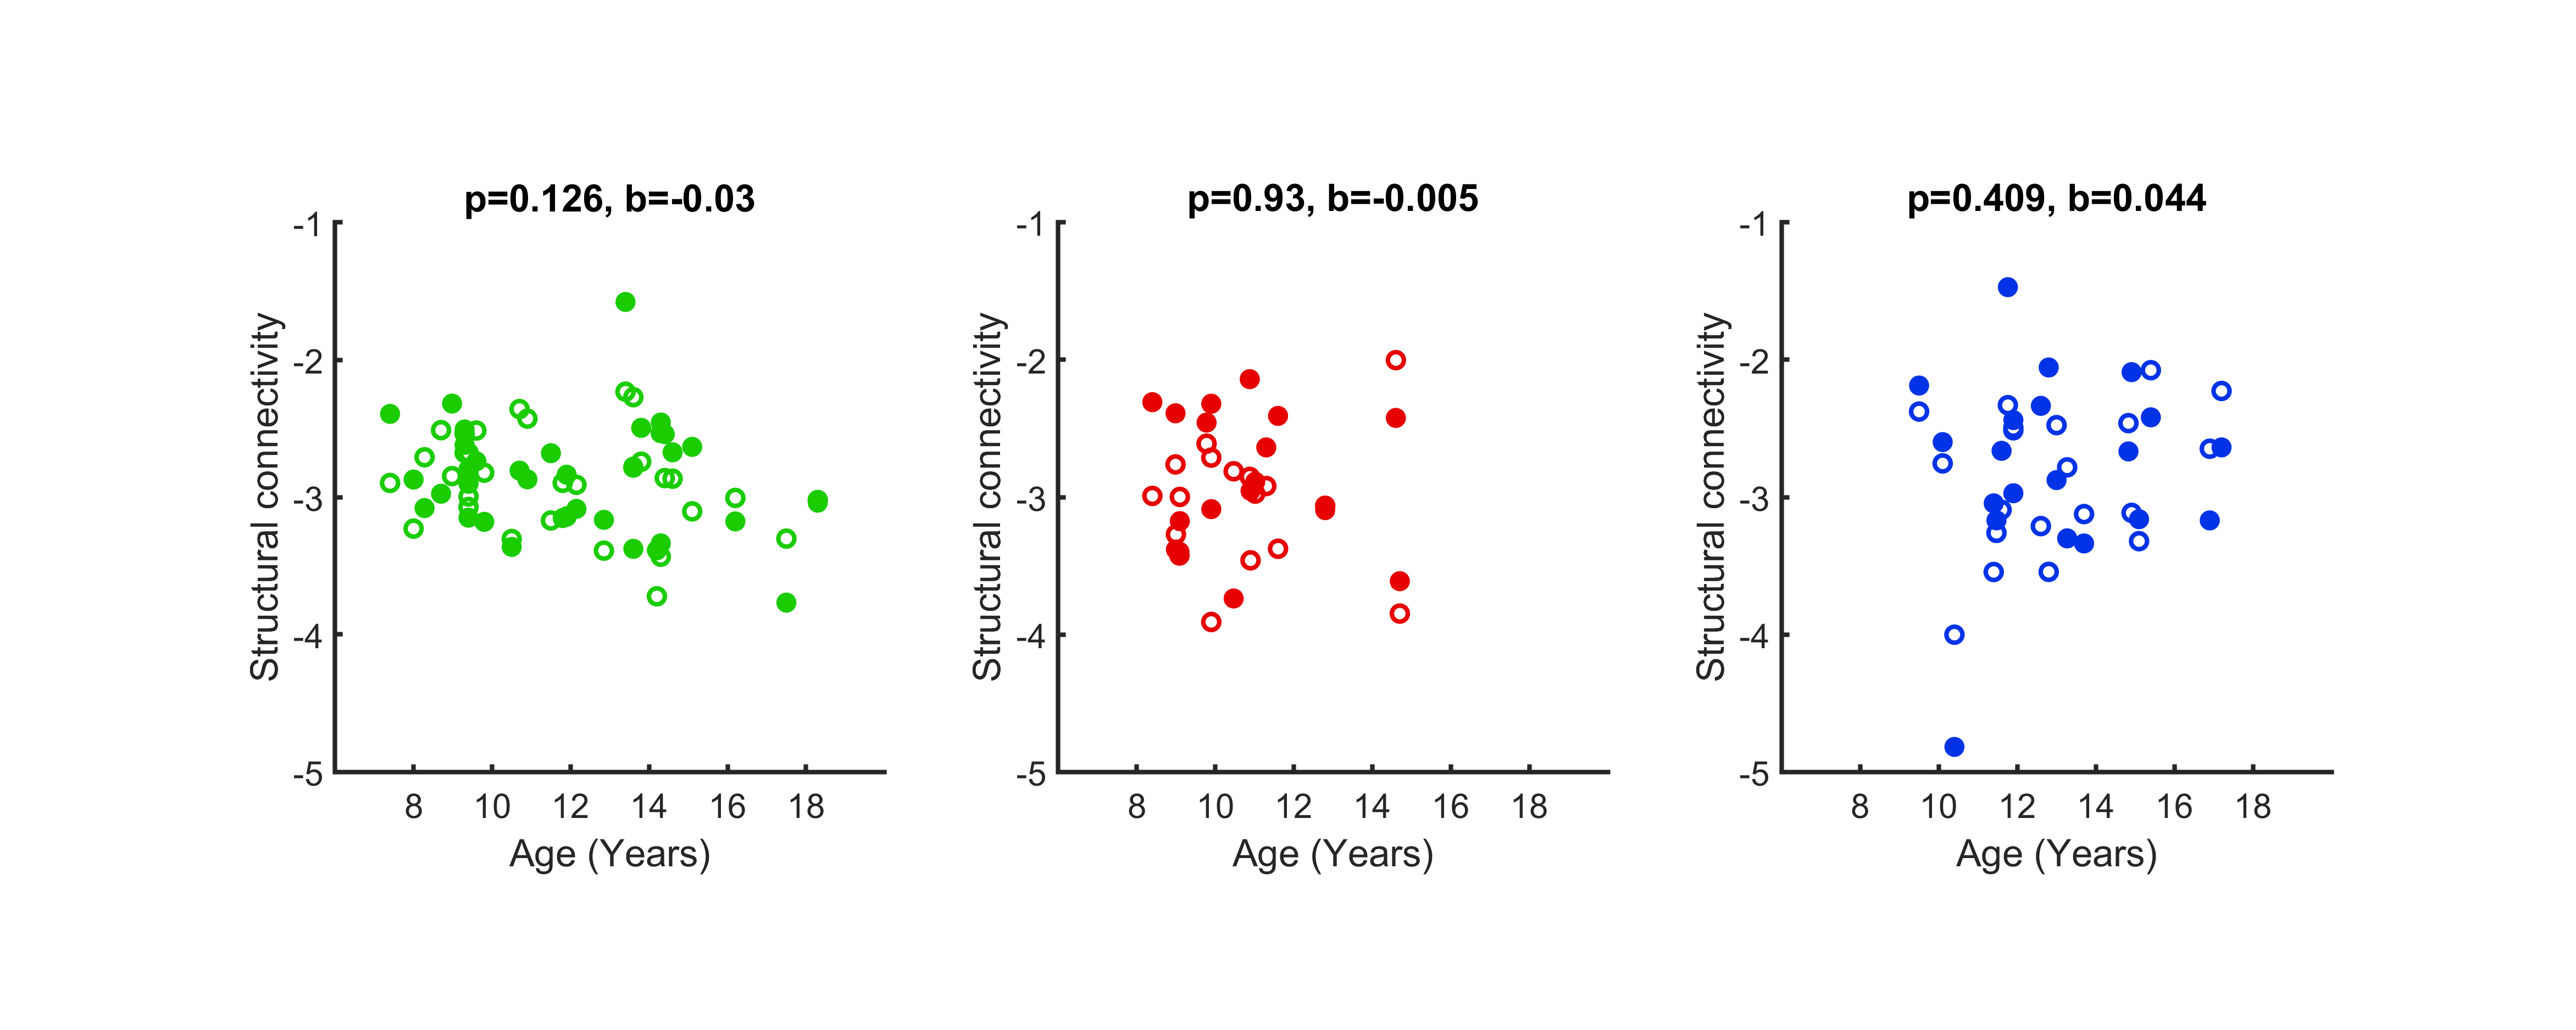 p=0.126, b=-0.03
-1
-2
-3
-4
-5
Structural connectivity
8 10 12 14 16 18
Age (Years)
p=0.93, b=-0.005
-1
-2
-3
-4
-5
Structural connectivity
8 10 12 14 16 18
Age (Years)
p=0.409, b=0.044
-1
-2
-3
-4
-5
Structural connectivity
8 10 12 14 16 18
Age (Years)